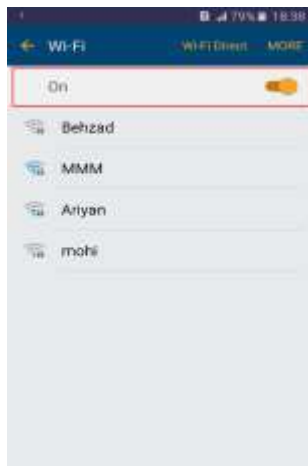 79% 18:38
Wi-Fi Wi-Fi Direct MORE
On
Behzad
MMM
Ariyan
mohi